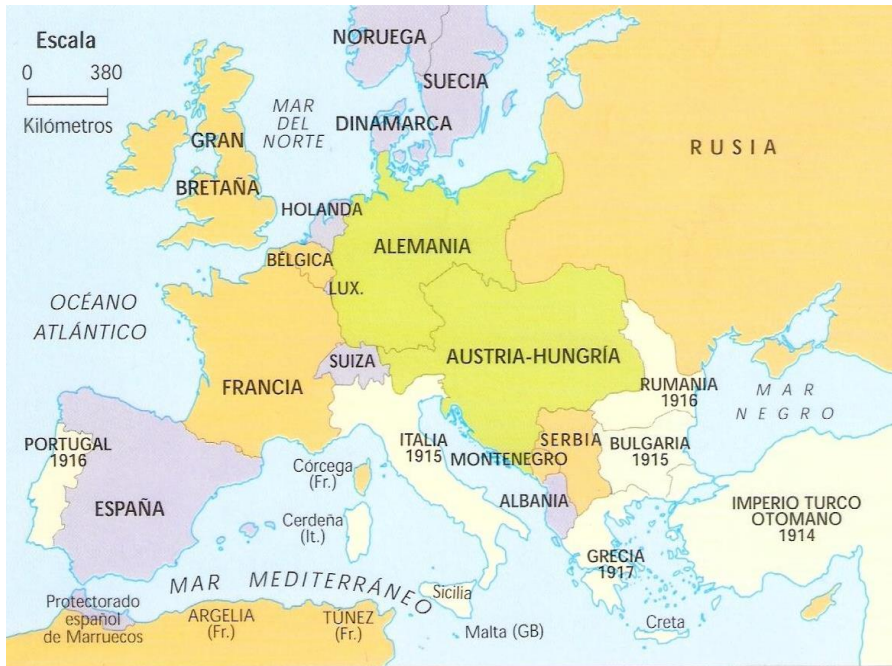 Escala
0 380
Kilómetros
NORUEGA
SUECIA
MAR
DEL
NORTE
DINAMARCA
GRAN
BRETAÑA
RUSIA
HOLANDA
ALEMANIA
BÉLGICA
LUX.
OCÉANO
ATLÁNTICO
SUIZA
AUSTRIA-HUNGRÍA
FRANCIA
RUMANIA
1916
MAR
NEGRO
PORTUGAL
1916
ITALIA
1915
SERBIA
BULGARIA
1915
MONTENEGRO
Córcega
(Fr.)
ESPAÑA
ALBANIA
IMPERIO TURCO
OTOMANO
1914
Cerdeña
(It.)
GRECIA
1917
MAR MEDITERRÁNEO
Sicilia
Protectorado
español
de Marruecos
ARGELIA
(Fr.)
TÚNEZ
(Fr.)
Malta (GB)
Creta